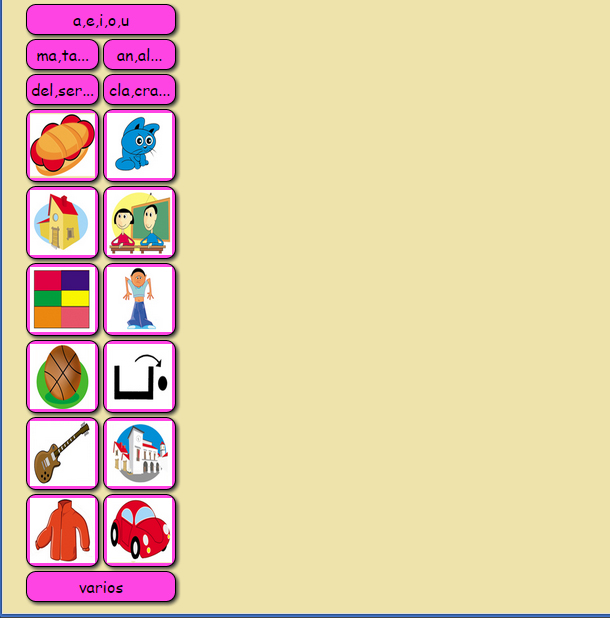 a,e,i,o,u
ma,ta... an,al...
del,ser... cla,cra...
varios